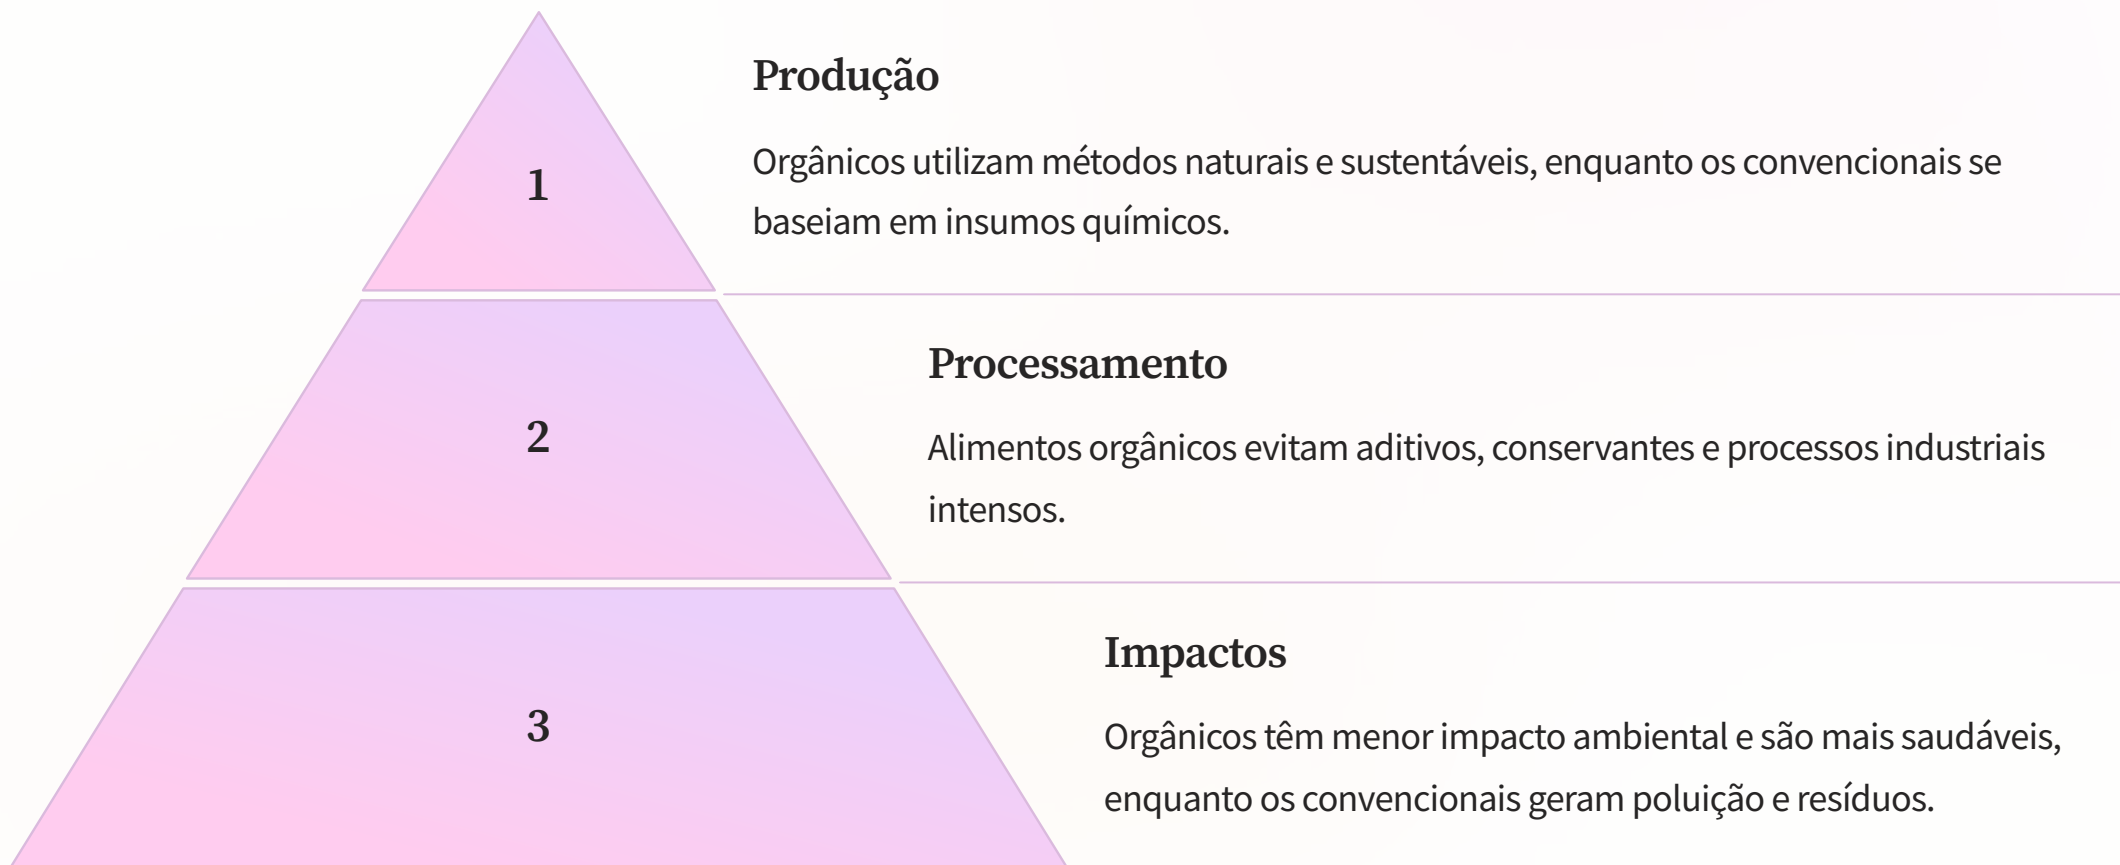 1
Produção
Orgânicos utilizam métodos naturais e sustentáveis, enquanto os convencionais se
baseiam em insumos químicos.
2
Processamento
Alimentos orgânicos evitam aditivos, conservantes e processos industriais
intensos.
3
Impactos
Orgânicos têm menor impacto ambiental e são mais saudáveis,
enquanto os convencionais geram poluição e resíduos.